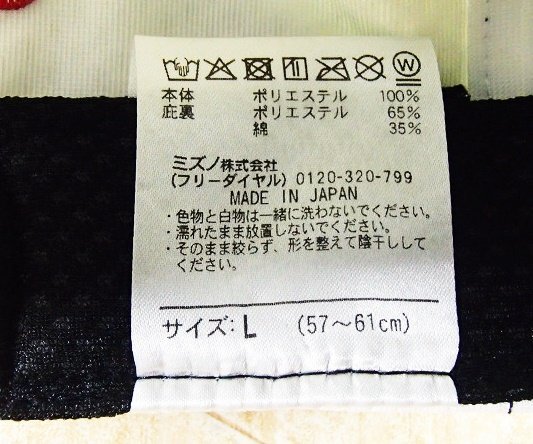 本体 ポリエステル 100%
庇裏 ポリエステル 65%
綿 35%
ミズノ株式会社
(フリーダイヤル) 0120-320-799
MADE IN JAPAN
・色物と白物は一緒に洗わないでください。
・濡れたまま放置しないでください。
・そのまま絞らず、形を整えて陰干しして
ください。
サイズ: L (57～61cm)